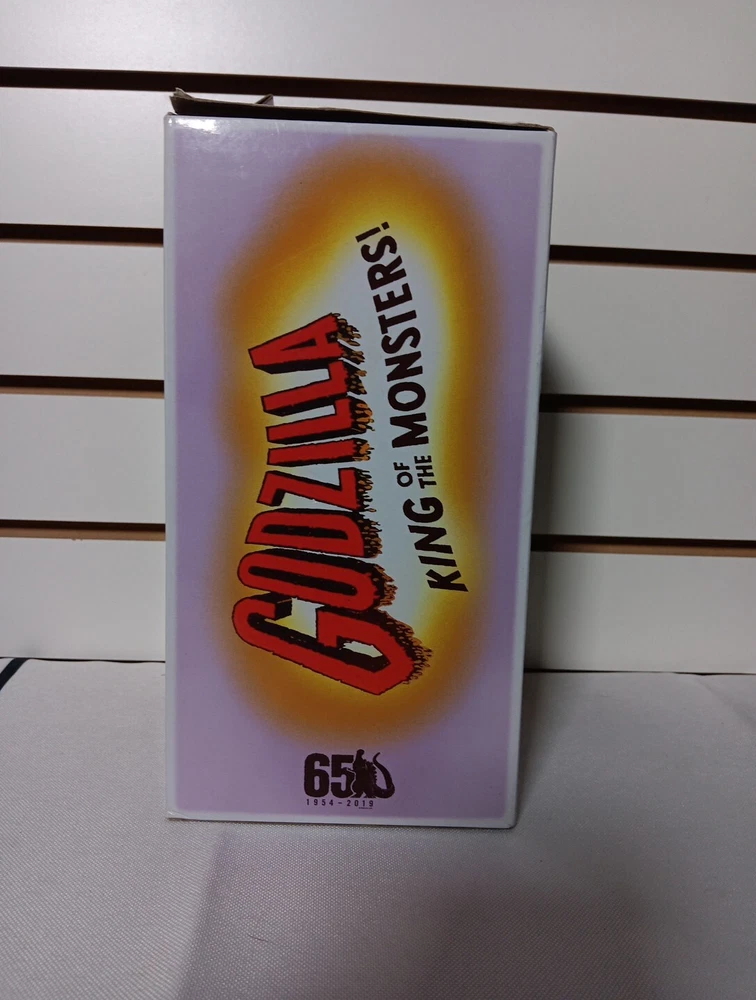 GODZILLA
KING OF THE MONSTERS!
65
1954-2019